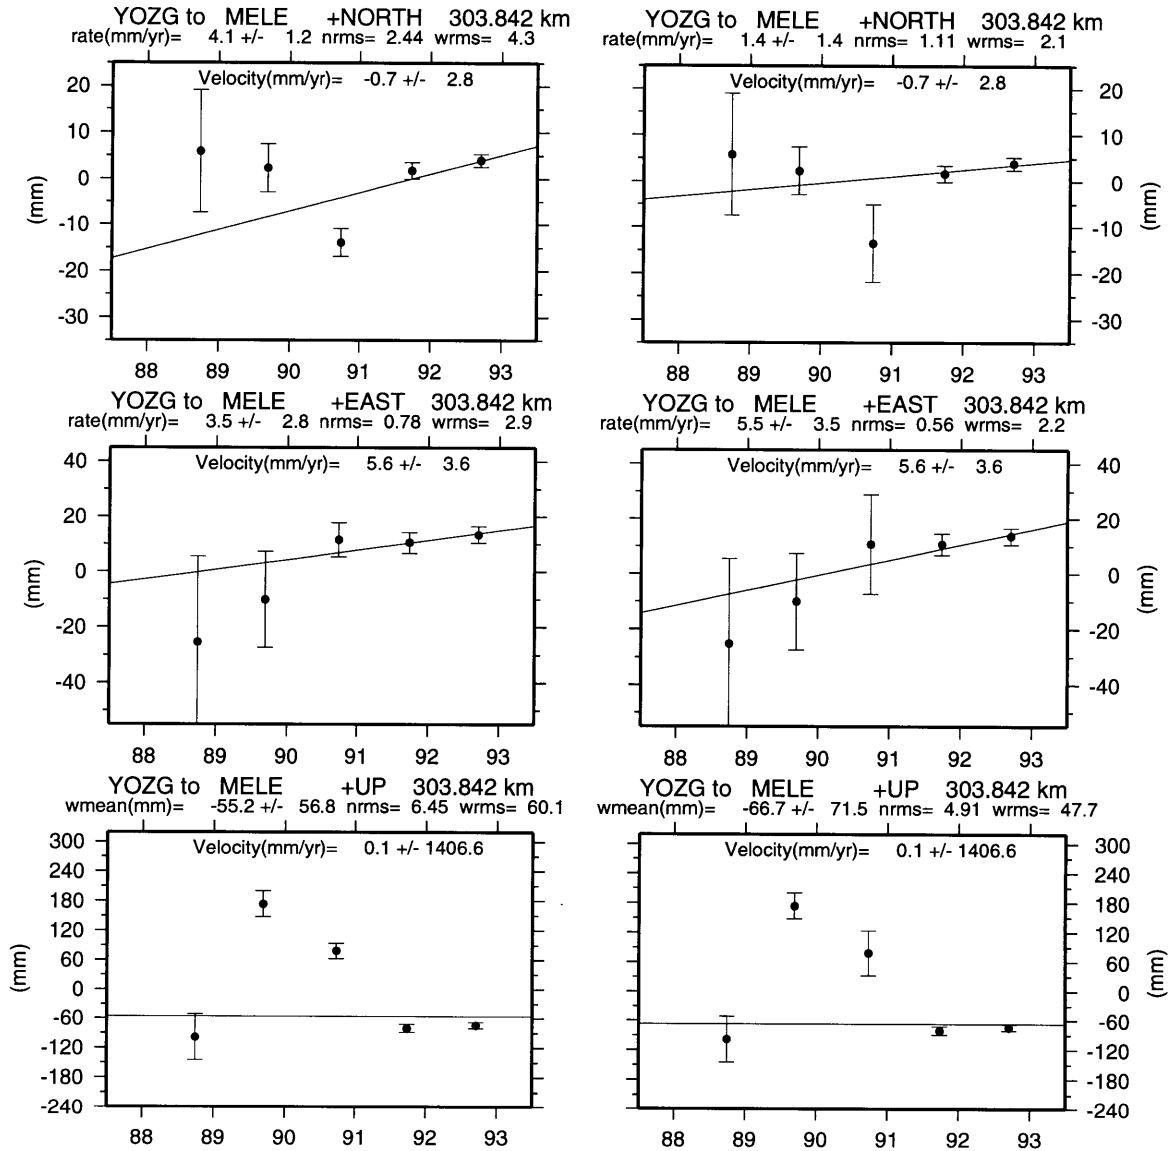 YOZG to MELE +NORTH 303.842 km
rate(mm/yr)= 4.1 +/- 1.2 nrms= 2.44 wrms= 4.3
Velocity(mm/yr)= -0.7 +/- 2.8
20
10
0
-10
-20
-30
(mm)
88 89 90 91 92 93
YOZG to MELE +NORTH 303.842 km
rate(mm/yr)= 1.4 +/- 1.4 nrms= 1.11 wrms= 2.1
Velocity(mm/yr)= -0.7 +/- 2.8
20
10
0
-10
-20
-30
(mm)
88 89 90 91 92 93
YOZG to MELE +EAST 303.842 km
rate(mm/yr)= 3.5 +/- 2.8 nrms= 0.78 wrms= 2.9
Velocity(mm/yr)= 5.6 +/- 3.6
40
20
0
-20
-40
(mm)
88 89 90 91 92 93
YOZG to MELE +EAST 303.842 km
rate(mm/yr)= 5.5 +/- 3.5 nrms= 0.56 wrms= 2.2
Velocity(mm/yr)= 5.6 +/- 3.6
40
20
0
-20
-40
(mm)
88 89 90 91 92 93
YOZG to MELE +UP 303.842 km
wmean(mm)= -55.2 +/- 56.8 nrms= 6.45 wrms= 60.1
Velocity(mm/yr)= 0.1 +/- 1406.6
300
240
180
120
60
0
-60
-120
-180
-240
(mm)
88 89 90 91 92 93
YOZG to MELE +UP 303.842 km
wmean(mm)= -66.7 +/- 71.5 nrms= 4.91 wrms= 47.7
Velocity(mm/yr)= 0.1 +/- 1406.6
300
240
180
120
60
0
-60
-120
-180
-240
(mm)
88 89 90 91 92 93